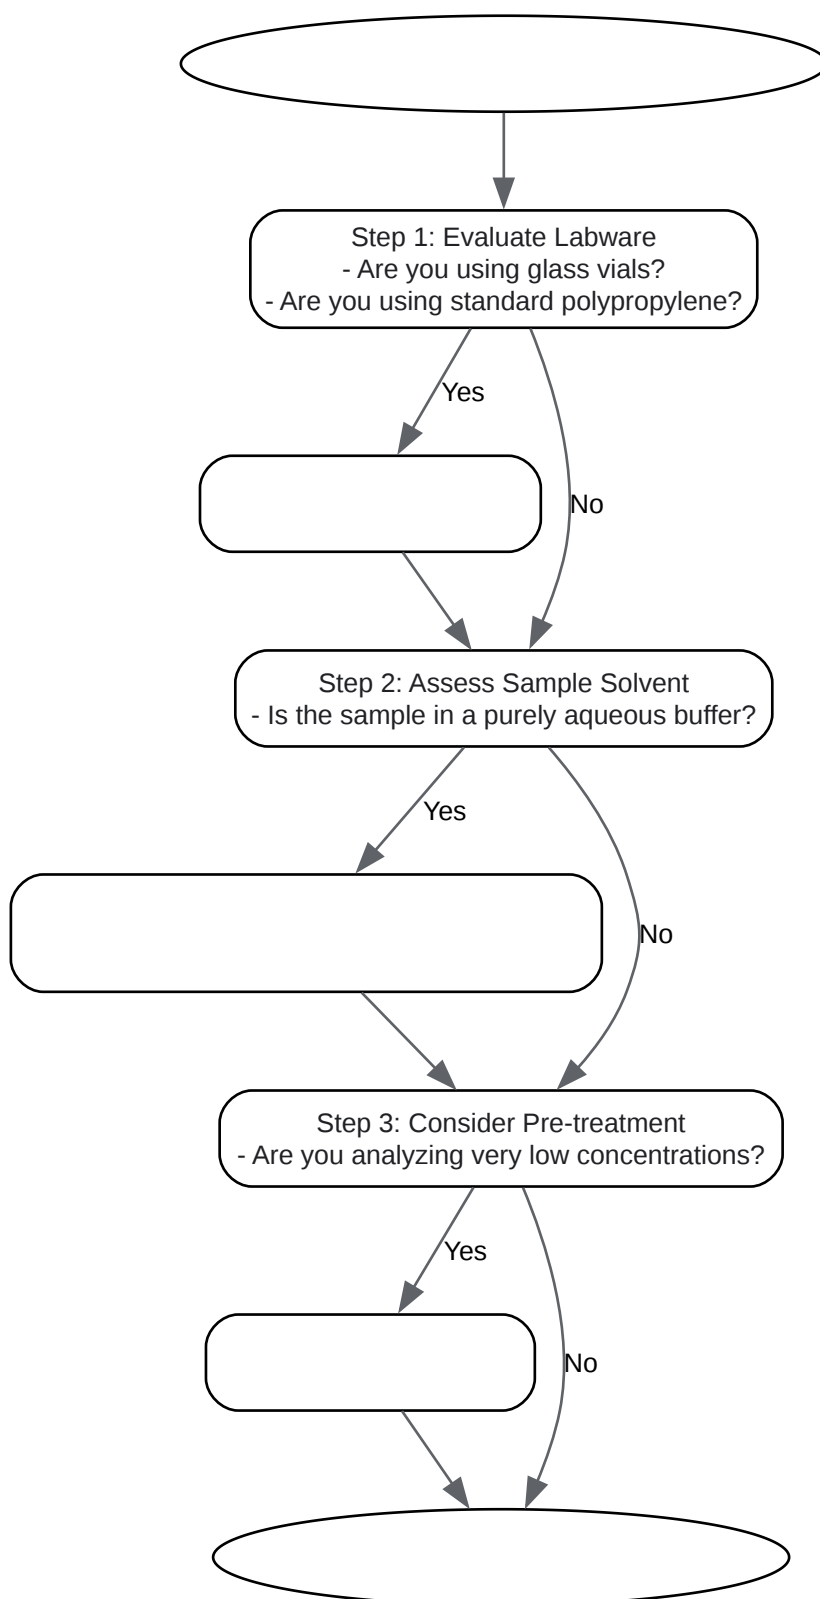 Step 1: Evaluate Labware
- Are you using glass vials?
- Are you using standard polypropylene?
Yes
No
Step 2: Assess Sample Solvent
- Is the sample in a purely aqueous buffer?
Yes
No
Step 3: Consider Pre-treatment
- Are you analyzing very low concentrations?
Yes
No